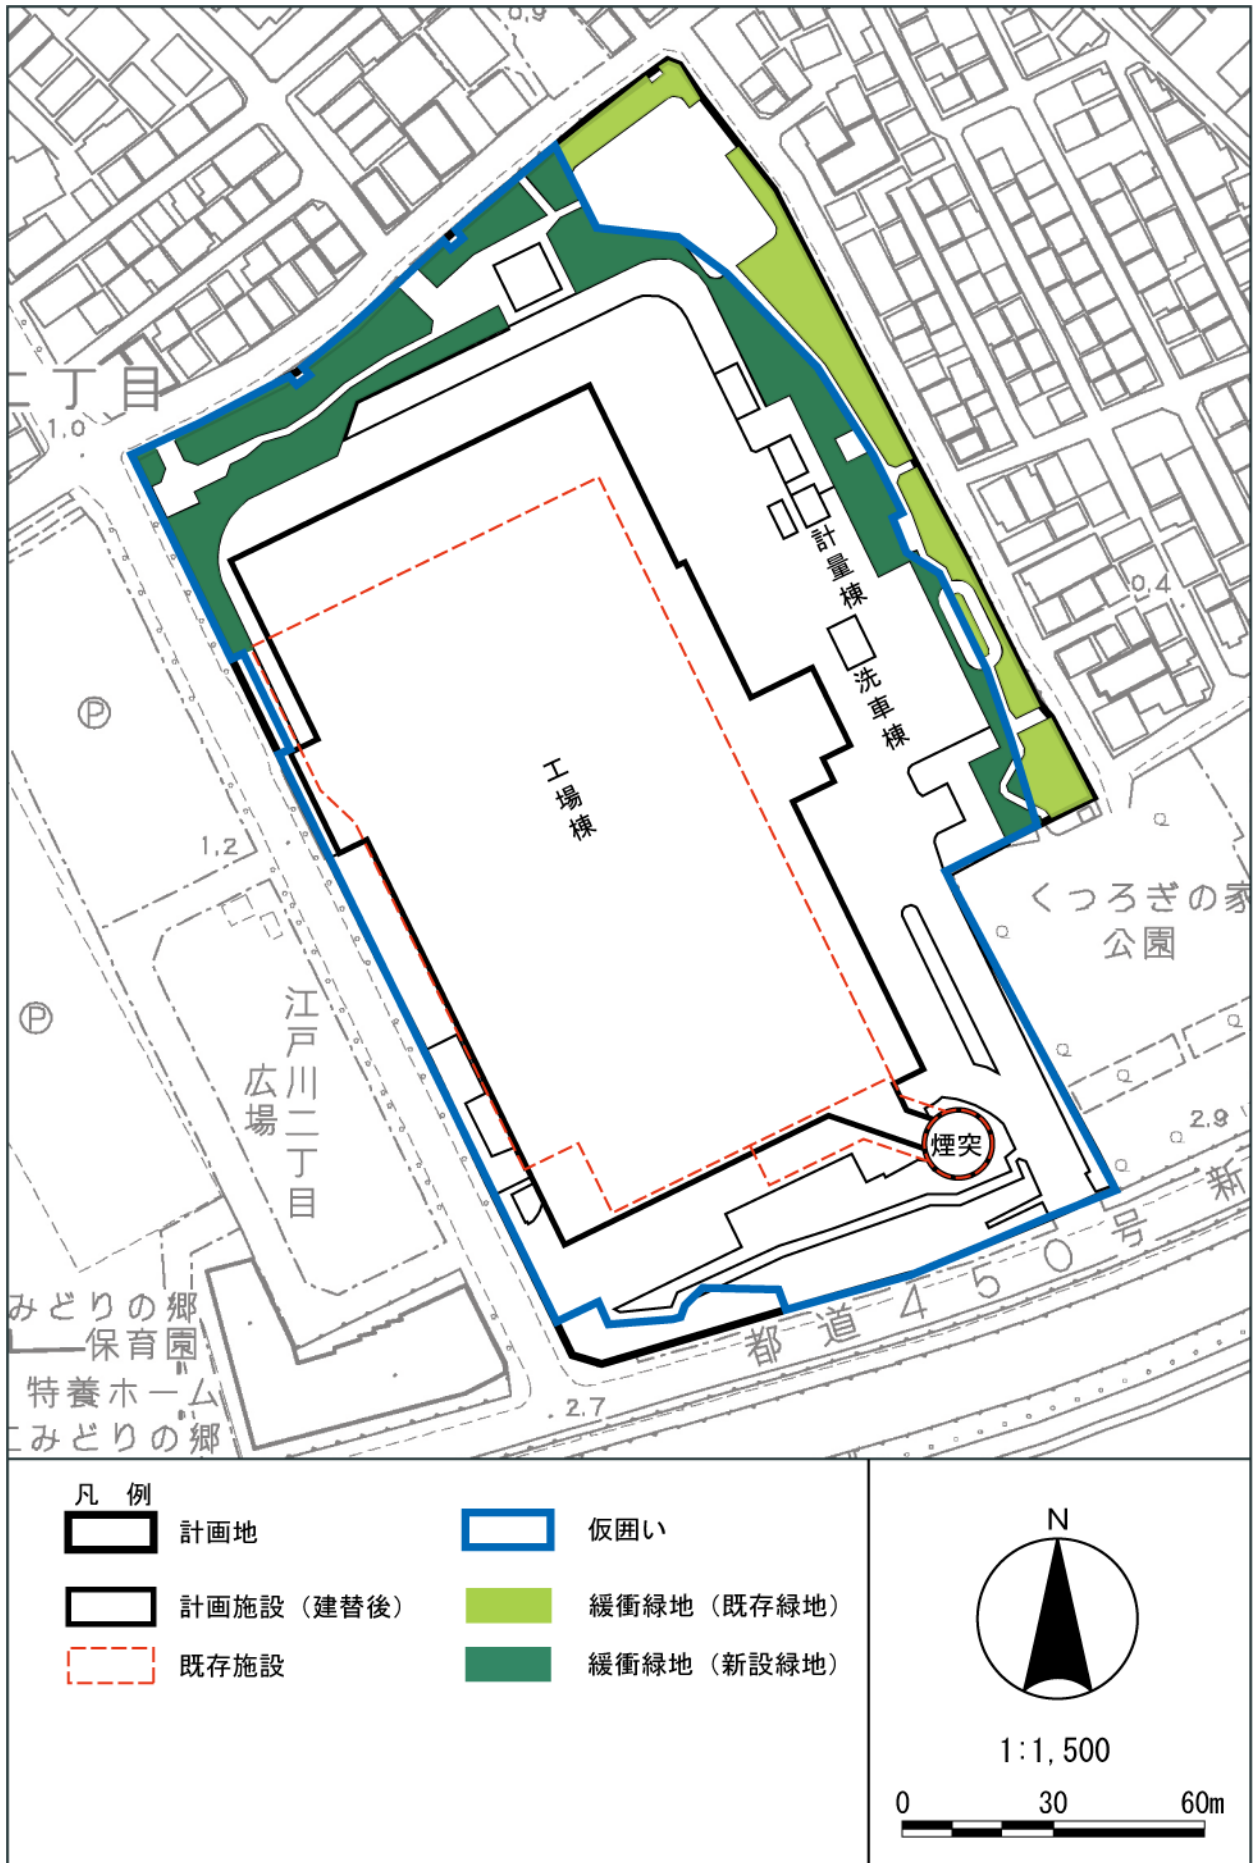 0.9
二丁目
1.0
計量棟
0.4
洗車棟
工場棟
1.2
くつろぎの家
公園
江戸川二丁目
広場
P
P
2.9
煙突
新
都道450号
みどりの郷
保育園
特養ホーム
みどりの郷
2.7
凡 例
計画地
仮囲い
計画施設(建替後)
緩衝緑地(既存緑地)
既存施設
緩衝緑地(新設緑地)
N
1:1,500
0 30 60m